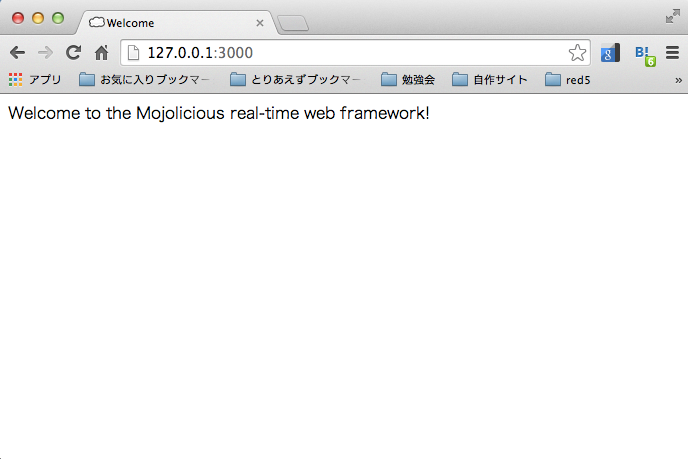 Welcome
127.0.0.1:3000
B! 6
アプリ お気に入りブックマー とりあえずブックマー 勉強会 自作サイト red5 »
Welcome to the Mojolicious real-time web framework!